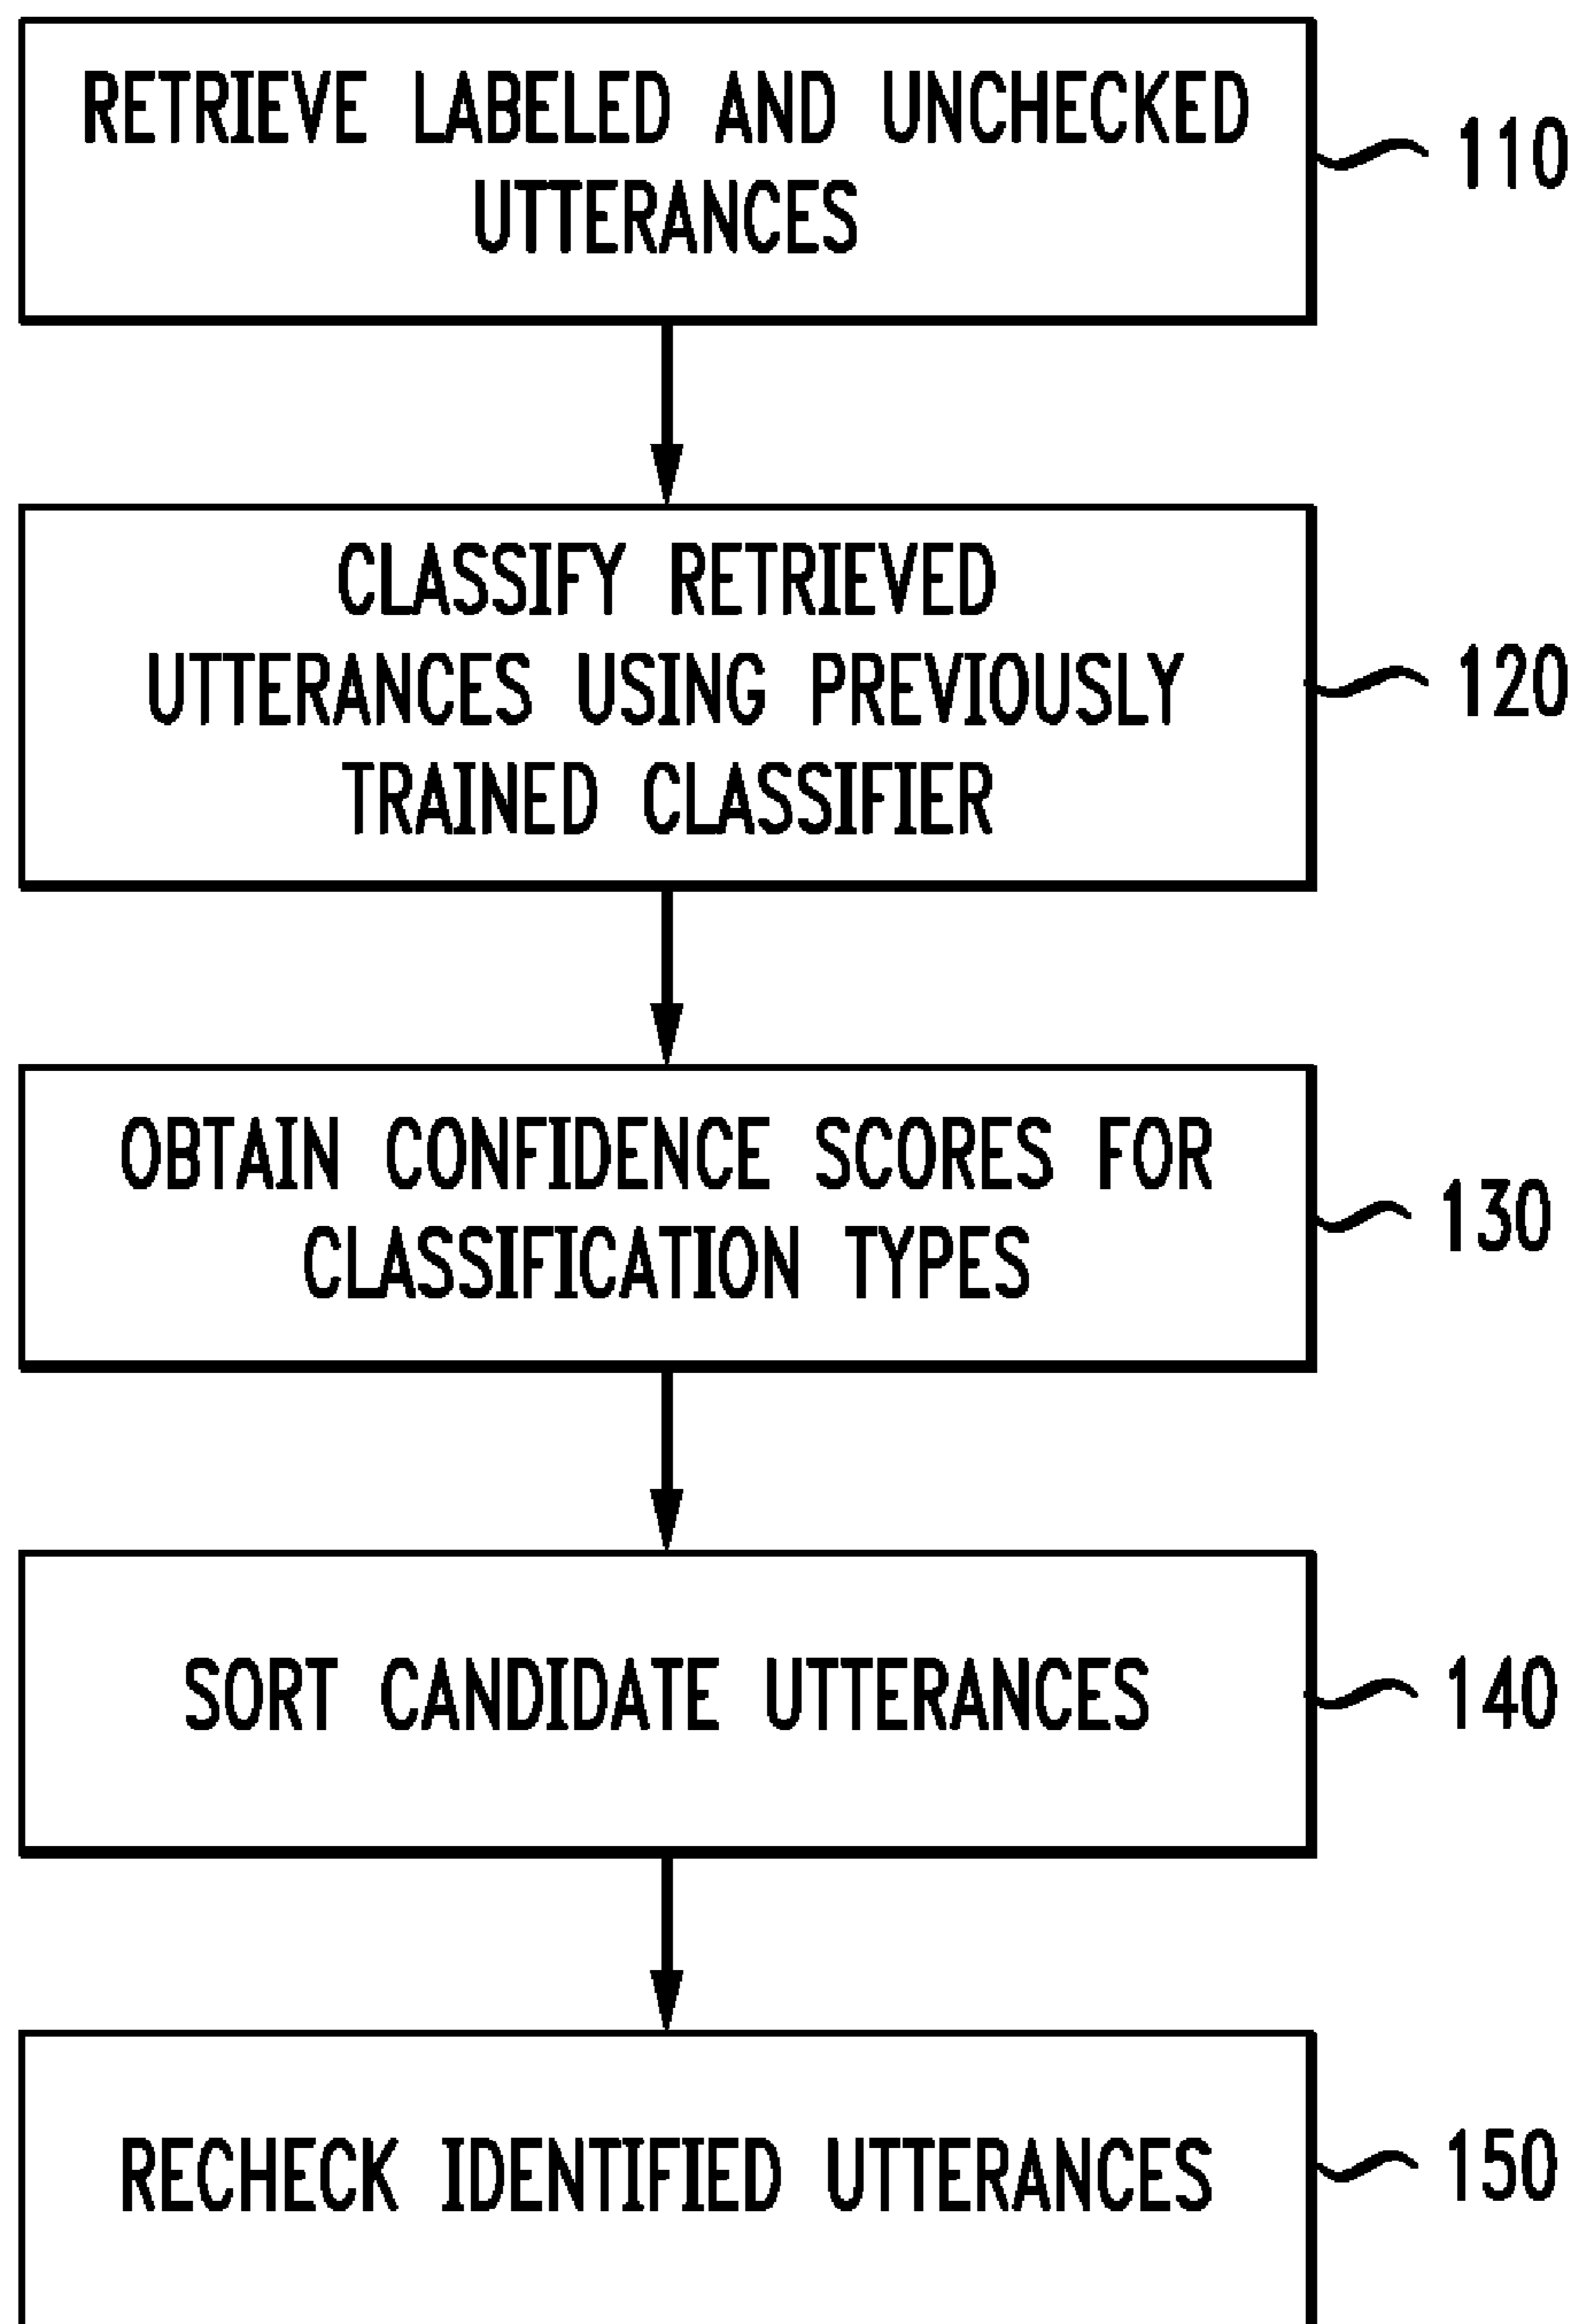 RETRIEVE LABELED AND UNCHECKED
UTTERANCES
110
CLASSIFY RETRIEVED
UTTERANCES USING PREVIOUSLY
TRAINED CLASSIFIER
120
OBTAIN CONFIDENCE SCORES FOR
CLASSIFICATION TYPES
130
SORT CANDIDATE UTTERANCES
140
RECHECK IDENTIFIED UTTERANCES
150